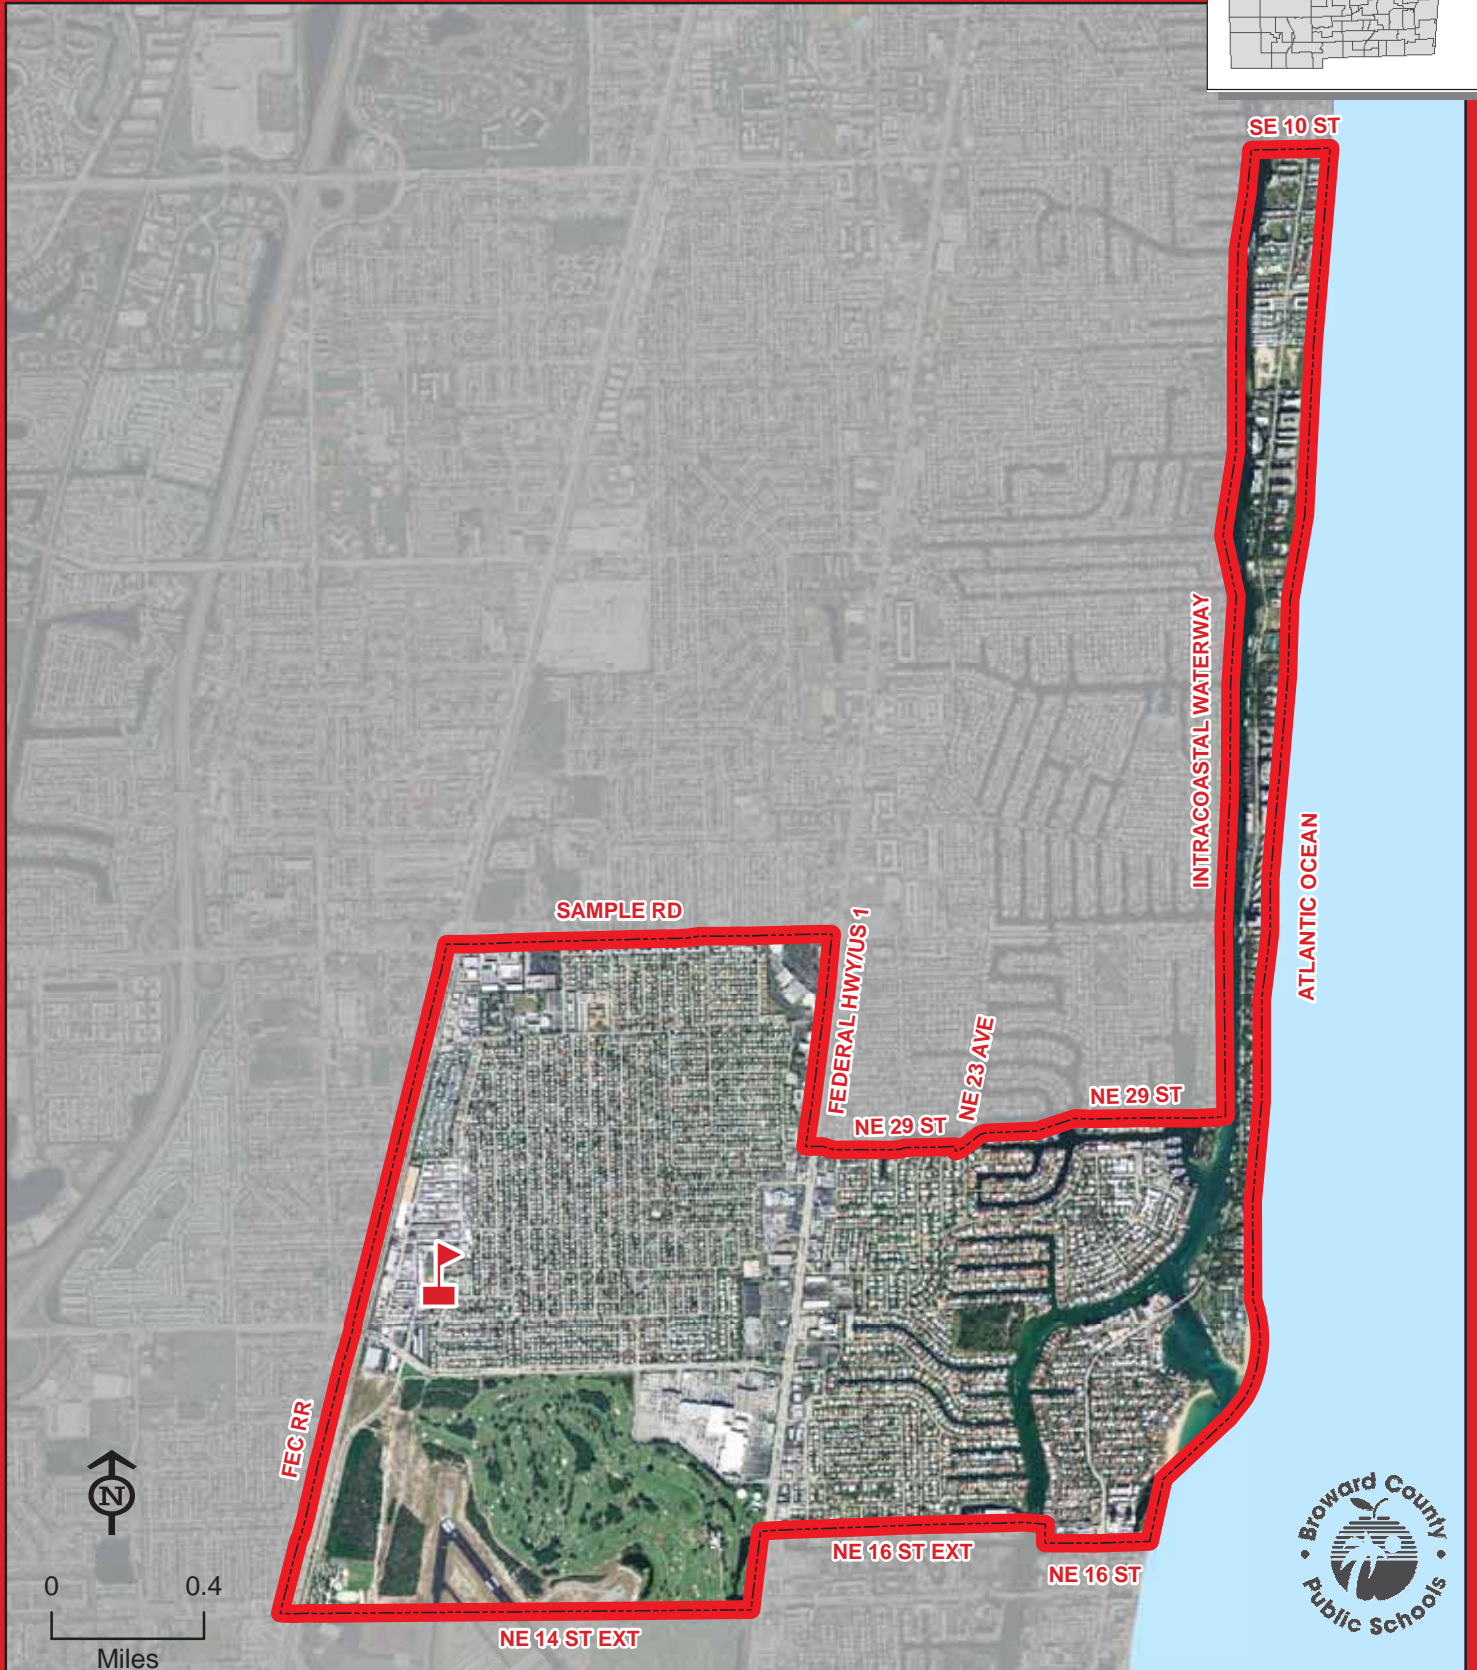 SE 10 ST
INTRACOASTAL WATERWAY
ATLANTIC OCEAN
SAMPLE RD
FEDERAL HWY/US 1
NE 23 AVE
NE 29 ST
NE 29 ST
FEC RR
N
NE 16 ST EXT
NE 16 ST
NE 14 ST EXT
0 0.4
Miles
Broward County
Public Schools